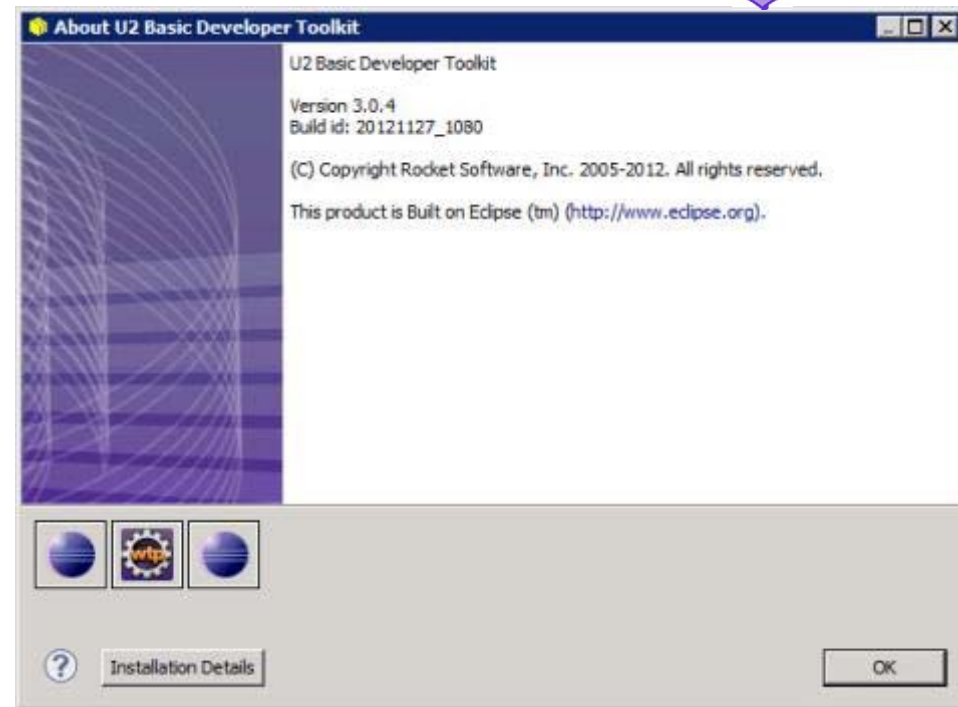 About U2 Basic Developer Toolkit
U2 Basic Developer Toolkit
Version 3.0.4
Build id: 20121127_1080
(C) Copyright Rocket Software, Inc. 2005-2012. All rights reserved.
This product is Built on Eclipse (tm) (http://www.eclipse.org).
wtp
?
Installation Details
OK